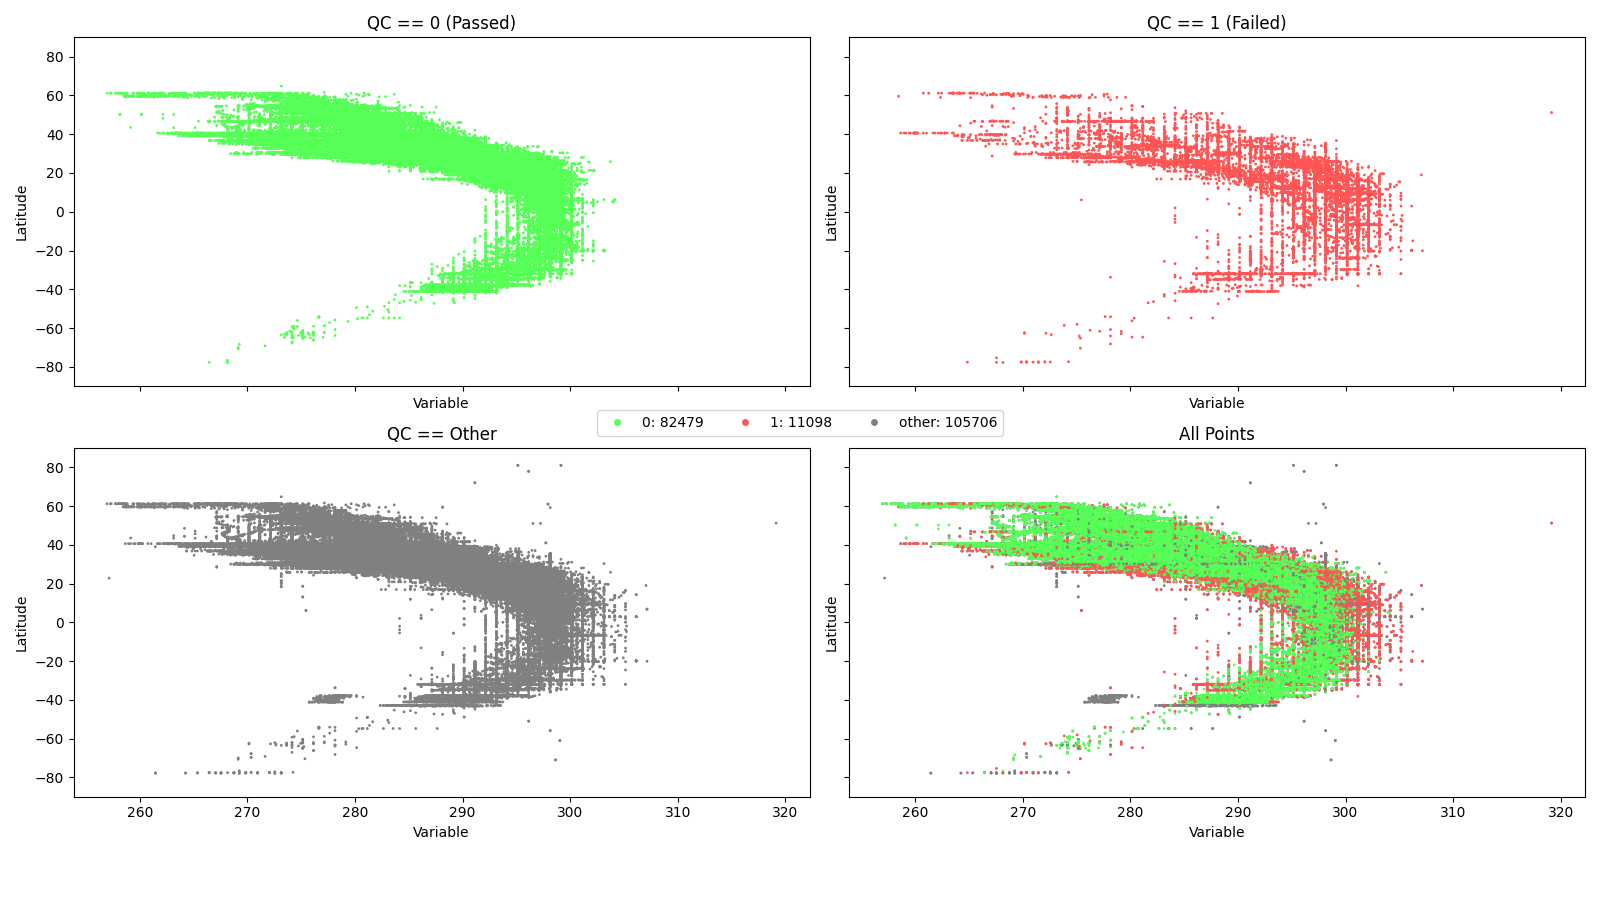 QC == 0 (Passed)
80
60
40
20
0
−20
−40
−60
−80
Latitude
Variable
QC == 1 (Failed)
Latitude
Variable
0: 82479
1: 11098
other: 105706
QC == Other
80
60
40
20
0
−20
−40
−60
−80
Latitude
260
270
280
290
300
310
320
Variable
All Points
Latitude
260
270
280
290
300
310
320
Variable